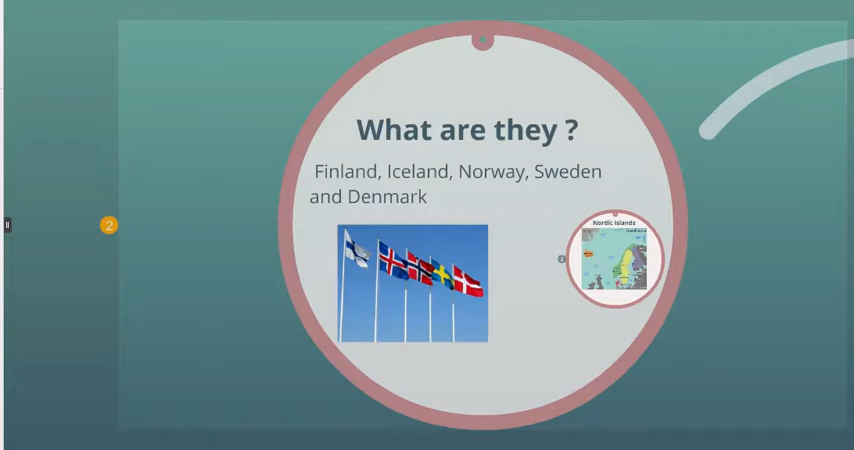 What are they ?
Finland, Iceland, Norway, Sweden
and Denmark
2
Nordic Islands